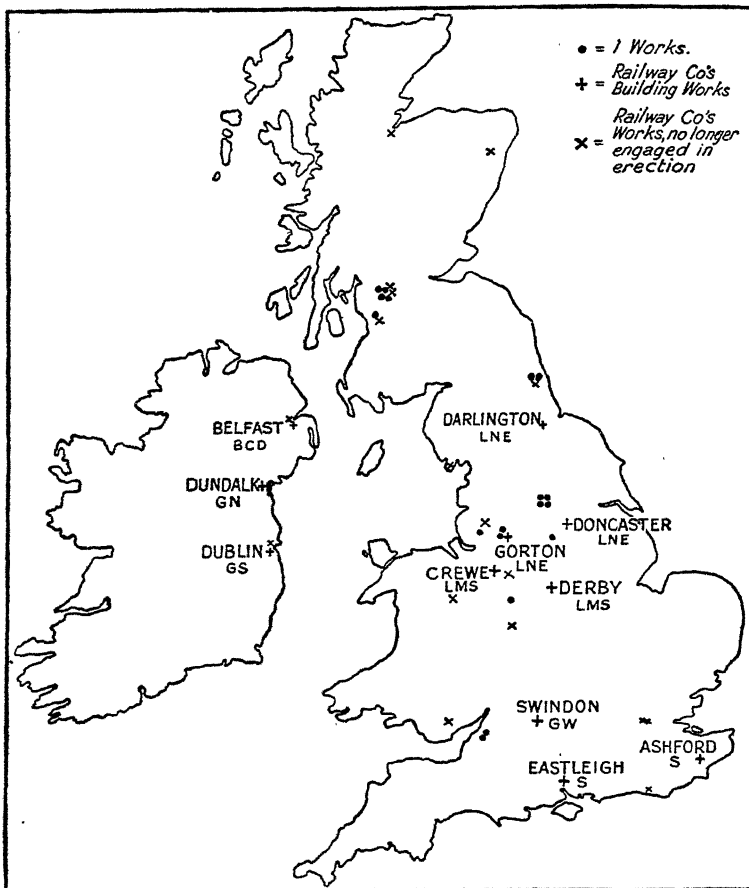 • = 1 Works.
+ = Railway Co's
Building Works
Railway Co's
Works, no longer
x = engaged in
erection
BELFAST
BCD
DARLINGTON
LNE
DUNDALK
GN
DONCASTER
LNE
DUBLIN
GS
GORTON
LNE
CREWE
LMS
DERBY
LMS
SWINDON
GW
ASHFORD
S
EASTLEIGH
S